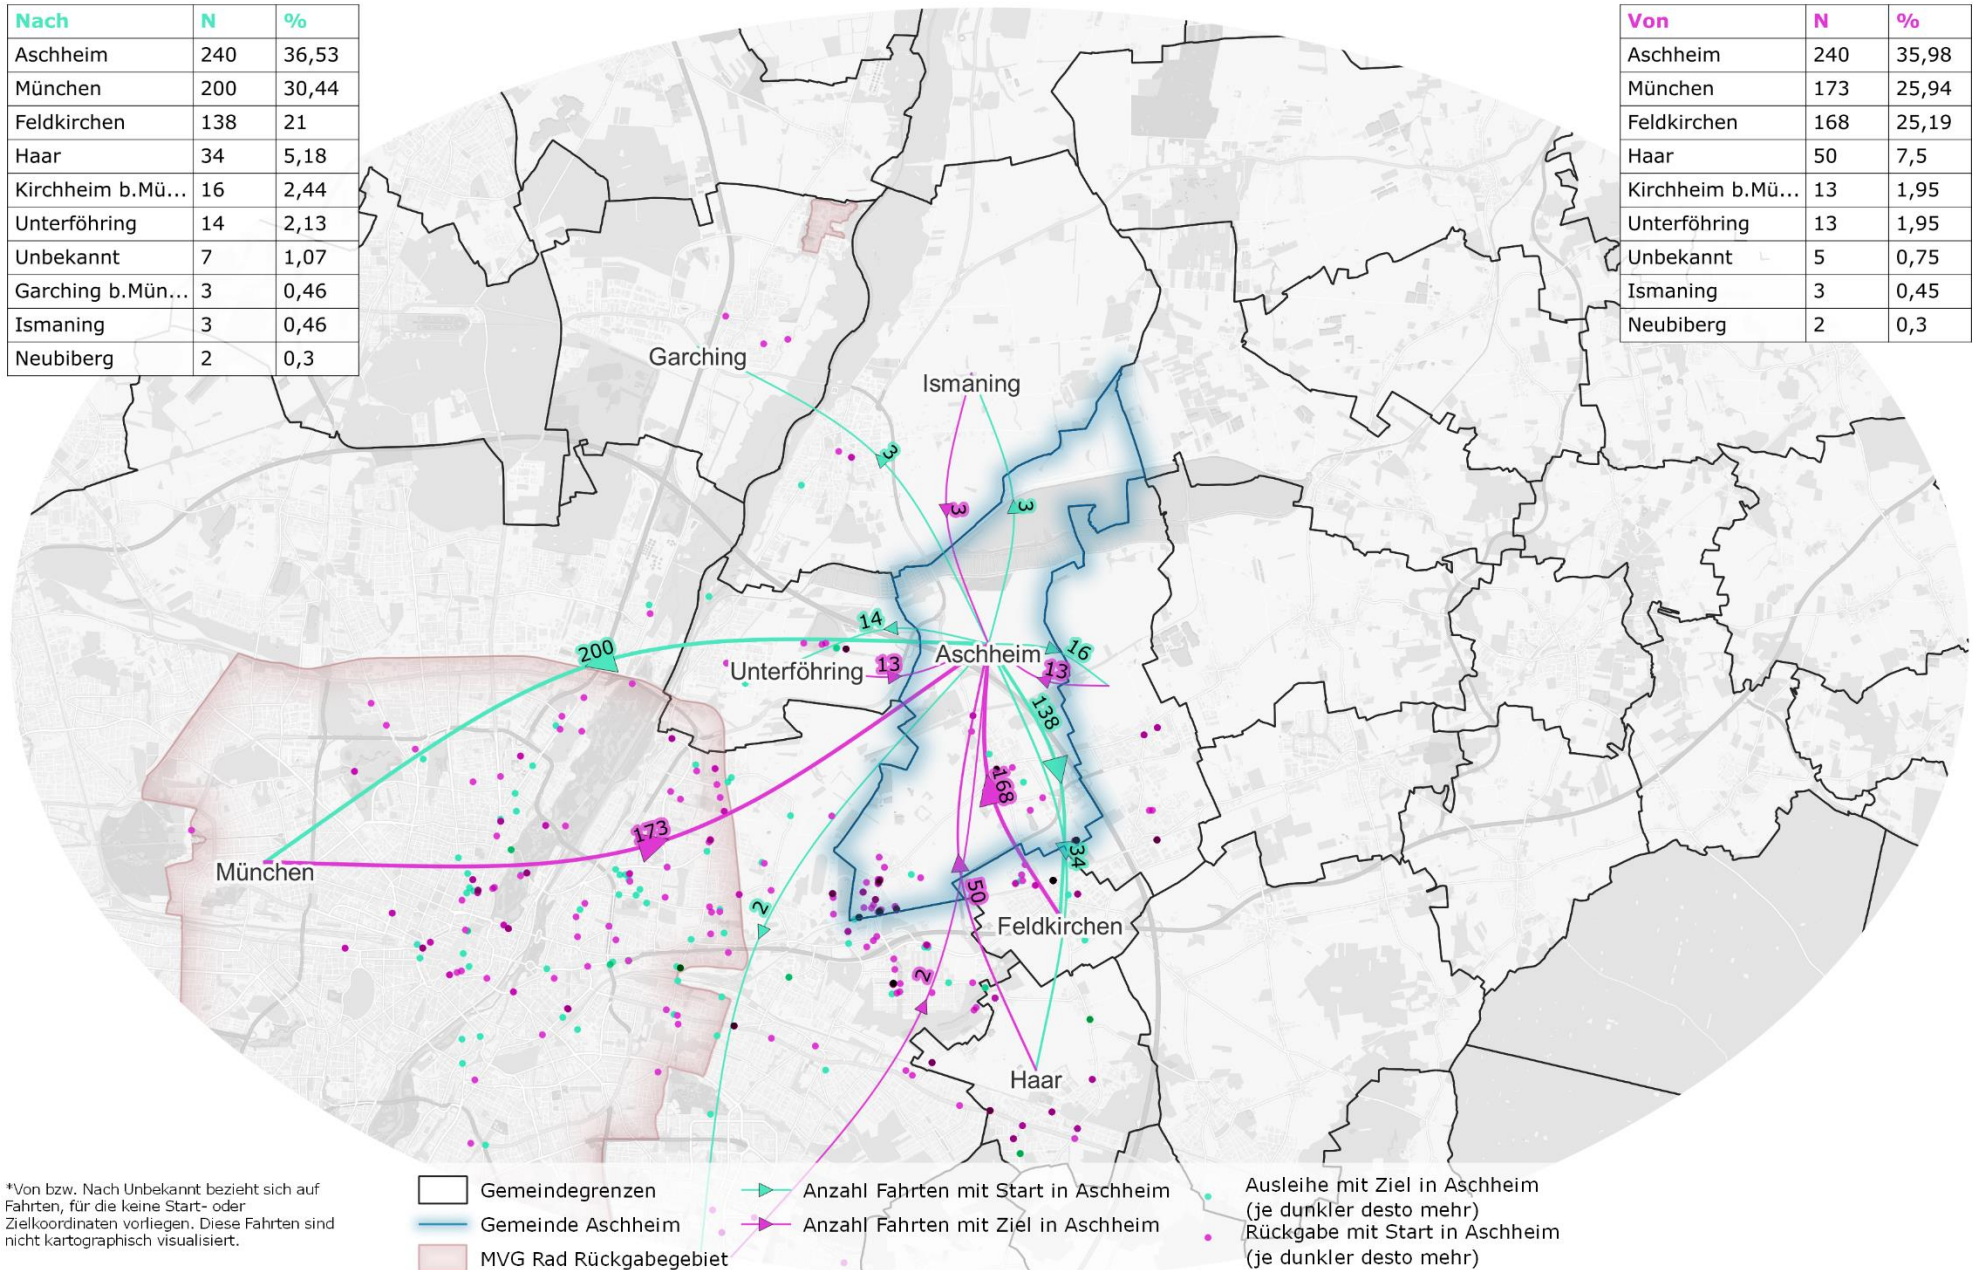 Nach N %
Aschheim 240 36,53
München 200 30,44
Feldkirchen 138 21
Haar 34 5,18
Kirchheim b.Mü... 16 2,44
Unterföhring 14 2,13
Unbekannt 7 1,07
Garching b.Mün... 3 0,46
Ismaning 3 0,46
Neubiberg 2 0,3
Von N %
Aschheim 240 35,98
München 173 25,94
Feldkirchen 168 25,19
Haar 50 7,5
Kirchheim b.Mü... 13 1,95
Unterföhring 13 1,95
Unbekannt 5 0,75
Ismaning 3 0,45
Neubiberg 2 0,3
Garching
Ismaning
3
3
3
14
200
Aschheim
16
Unterföhring
13
13
138
168
173
34
München
50
2
Feldkirchen
2
Haar
*Von bzw. Nach Unbekannt bezieht sich auf
Fahrten, für die keine Start- oder
Zielkoordinaten vorliegen. Diese Fahrten sind
nicht kartographisch visualisiert.
Gemeindegrenzen
Gemeinde Aschheim
MVG Rad Rückgabegebiet
Anzahl Fahrten mit Start in Aschheim
Anzahl Fahrten mit Ziel in Aschheim
Ausleihe mit Ziel in Aschheim
(je dunkler desto mehr)
Rückgabe mit Start in Aschheim
(je dunkler desto mehr)